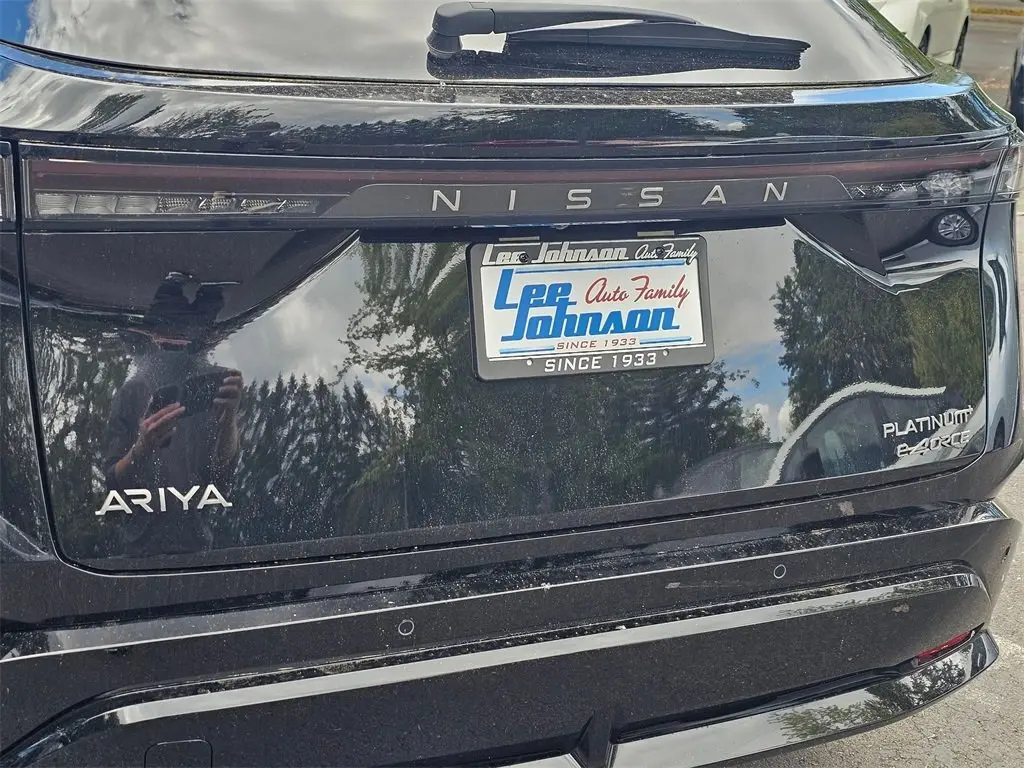 NISSAN
Lee Johnson Auto Family
Lee Auto Family
Johnson
SINCE 1933
SINCE 1933
PLATINUM+
e-4ORCE
ARIYA